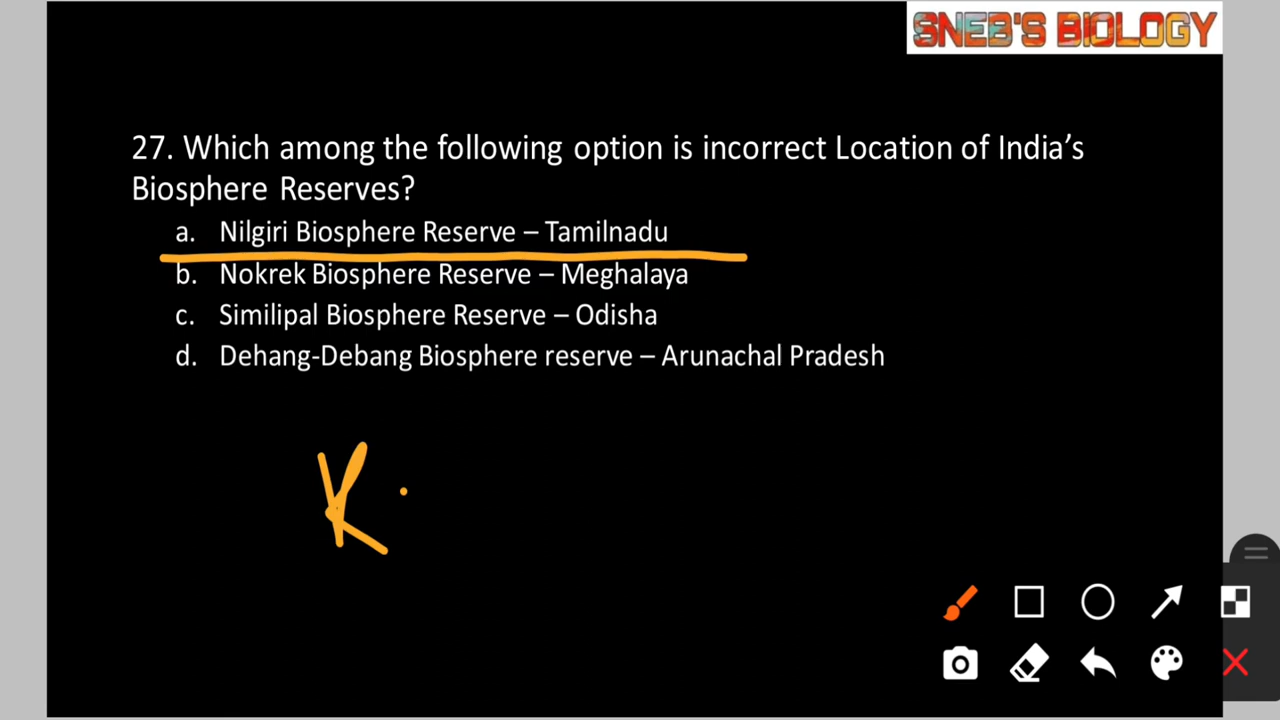 SNEB'S BIOLOGY
27. Which among the following option is incorrect Location of India’s
Biosphere Reserves?
a. Nilgiri Biosphere Reserve – Tamilnadu
b. Nokrek Biosphere Reserve – Meghalaya
c. Similipal Biosphere Reserve – Odisha
d. Dehang-Debang Biosphere reserve – Arunachal Pradesh
K.